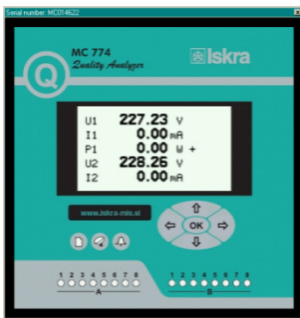 Serial number: MC014622
MC 774
Quality Analyzer
Iskra
Q
U1 227.23 V
I1 0.00 mA
P1 0.00 W +
U2 228.26 V
I2 0.00 mA
www.iskra-mis.si
OK
1 2 3 4 5 6 7 8
A
1 2 3 4 5 6 7 8
B